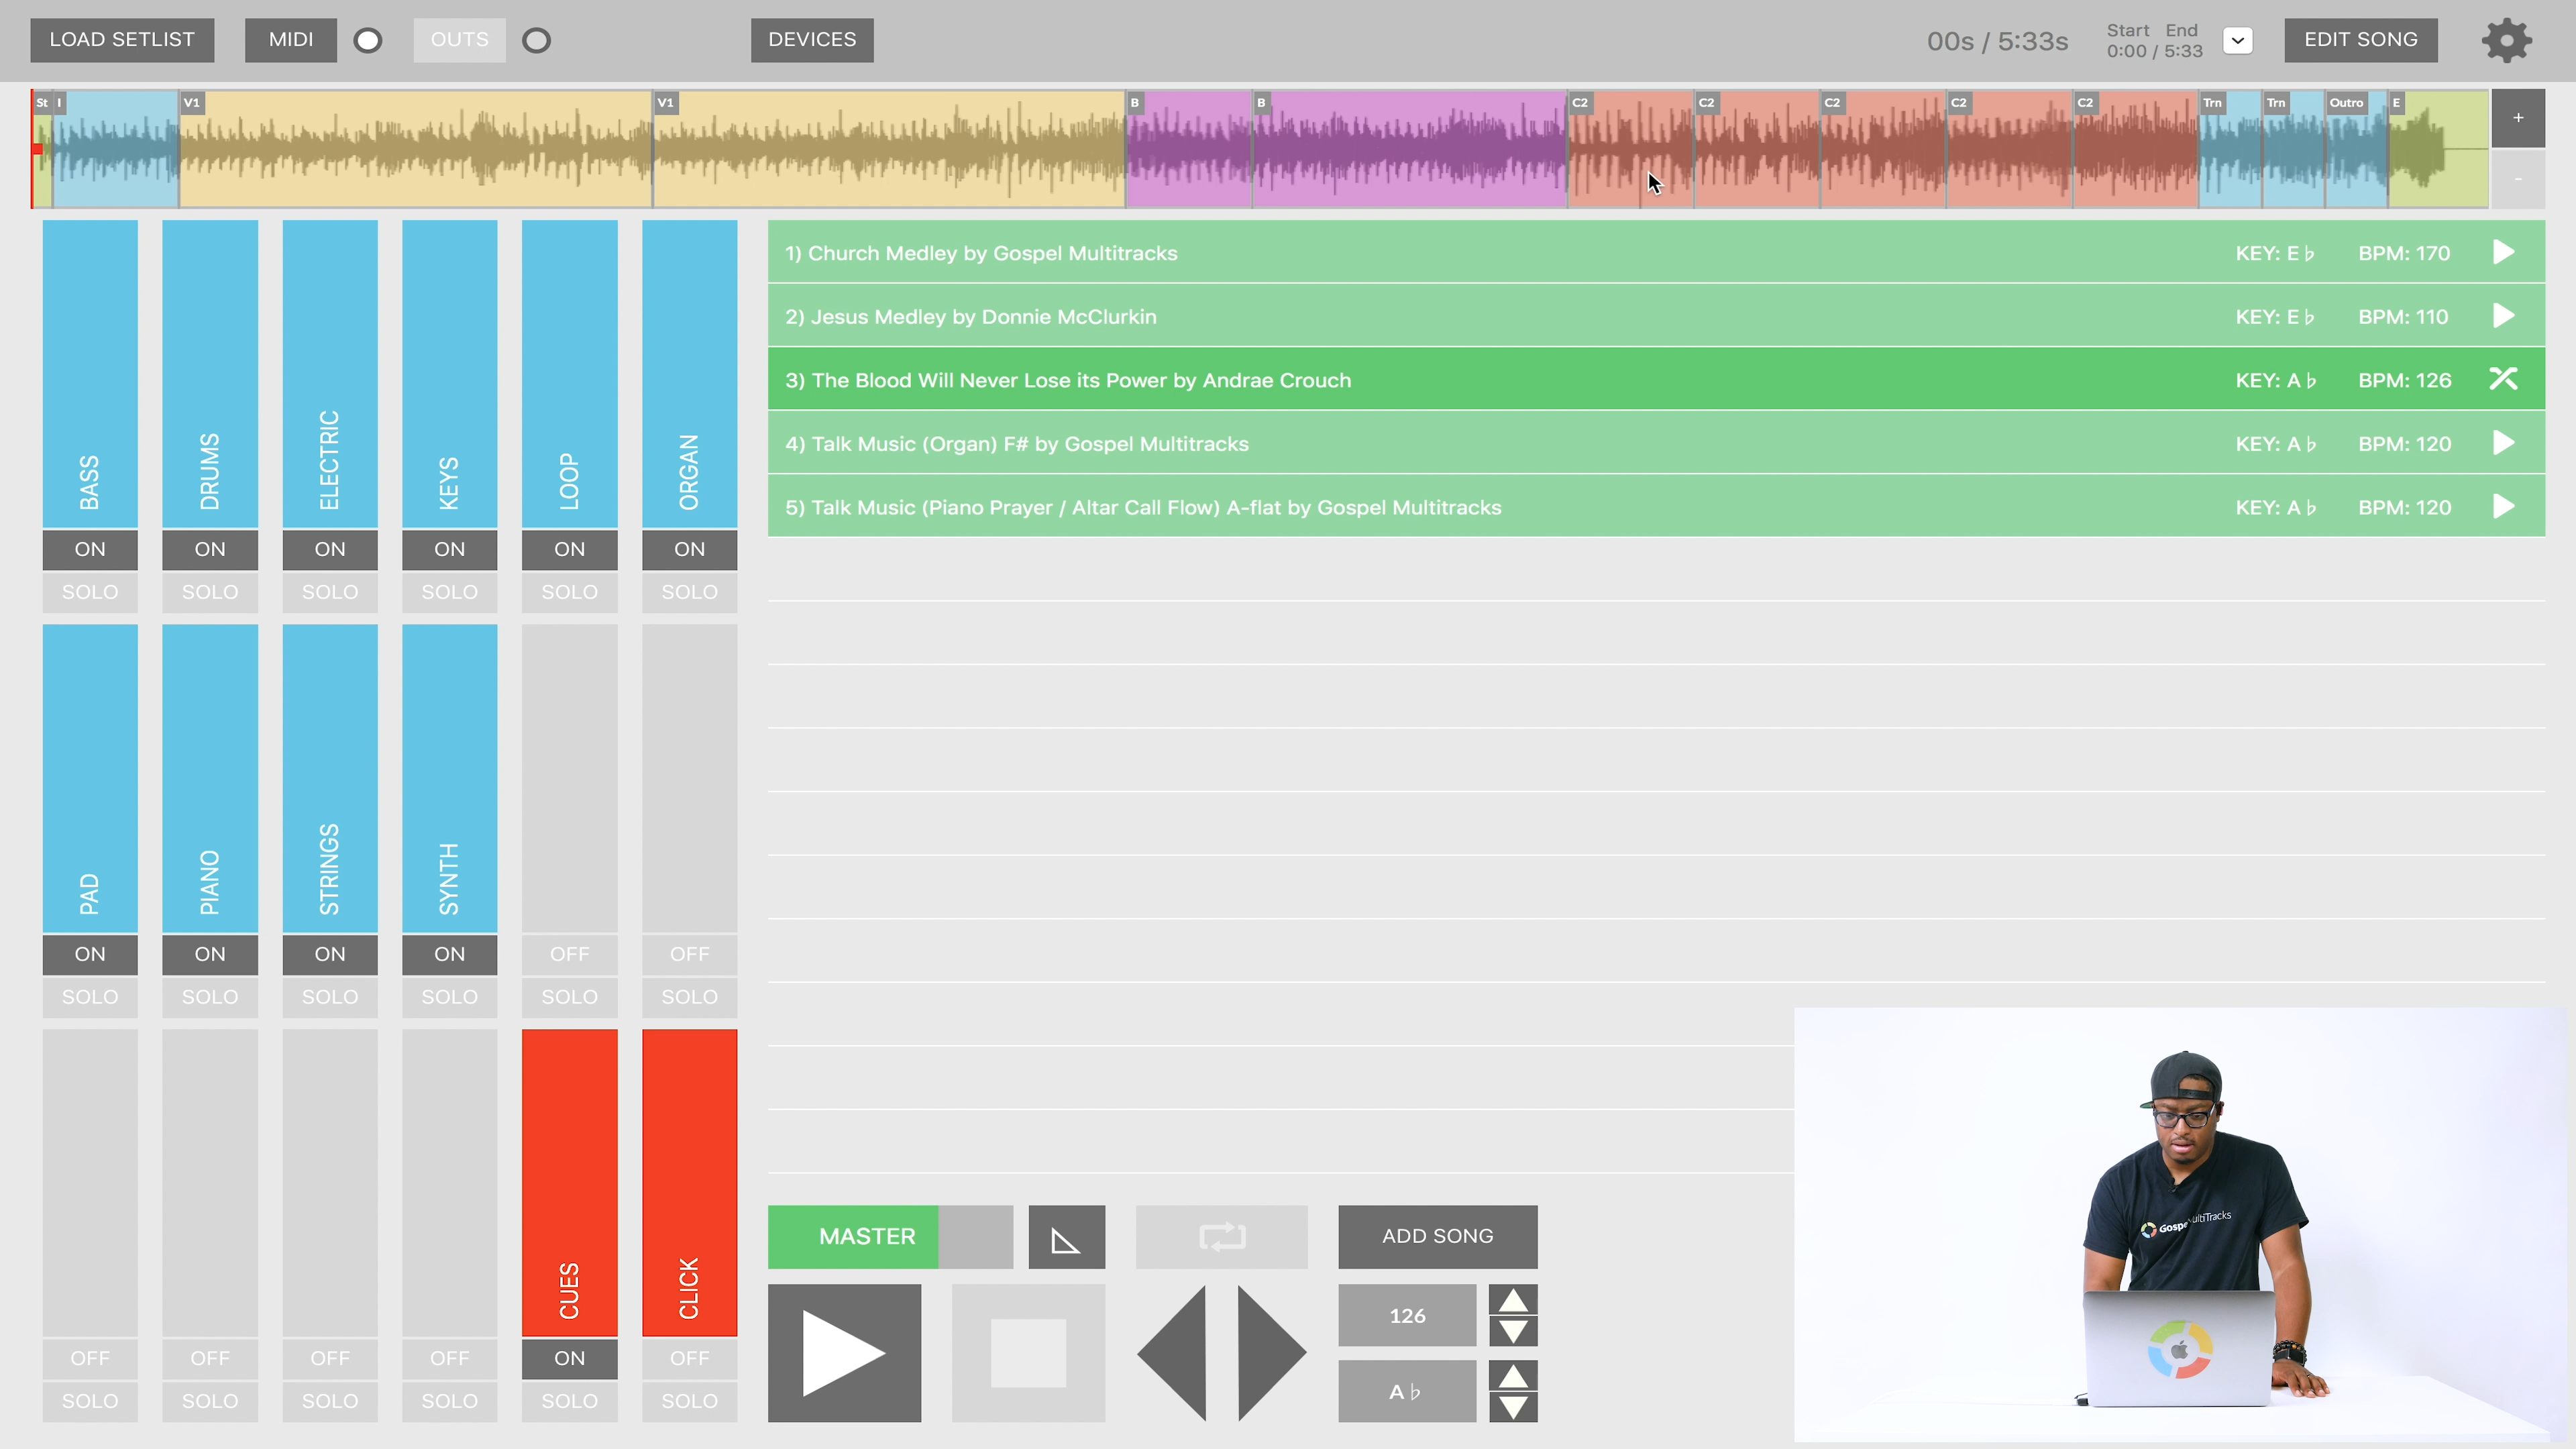 LOAD SETLIST MIDI OUTS DEVICES 00s / 5:33s Start End EDIT SONG
0:00 / 5:33
St I V1 V1 B B C2 C2 C2 C2 C2 Trn Trn Outro E
+
-
1) Church Medley by Gospel Multitracks KEY: E♭ BPM: 170
2) Jesus Medley by Donnie McClurkin KEY: E♭ BPM: 110
3) The Blood Will Never Lose its Power by Andrae Crouch KEY: A♭ BPM: 126
4) Talk Music (Organ) F# by Gospel Multitracks KEY: A♭ BPM: 120
5) Talk Music (Piano Prayer / Altar Call Flow) A-flat by Gospel Multitracks KEY: A♭ BPM: 120
BASS DRUMS ELECTRIC KEYS LOOP ORGAN
ON ON ON ON ON ON
SOLO SOLO SOLO SOLO SOLO SOLO
PAD PIANO STRINGS SYNTH
ON ON ON ON OFF OFF
SOLO SOLO SOLO SOLO SOLO SOLO
CUES CLICK
OFF OFF OFF OFF ON OFF
SOLO SOLO SOLO SOLO SOLO SOLO
MASTER ADD SONG
126
A♭